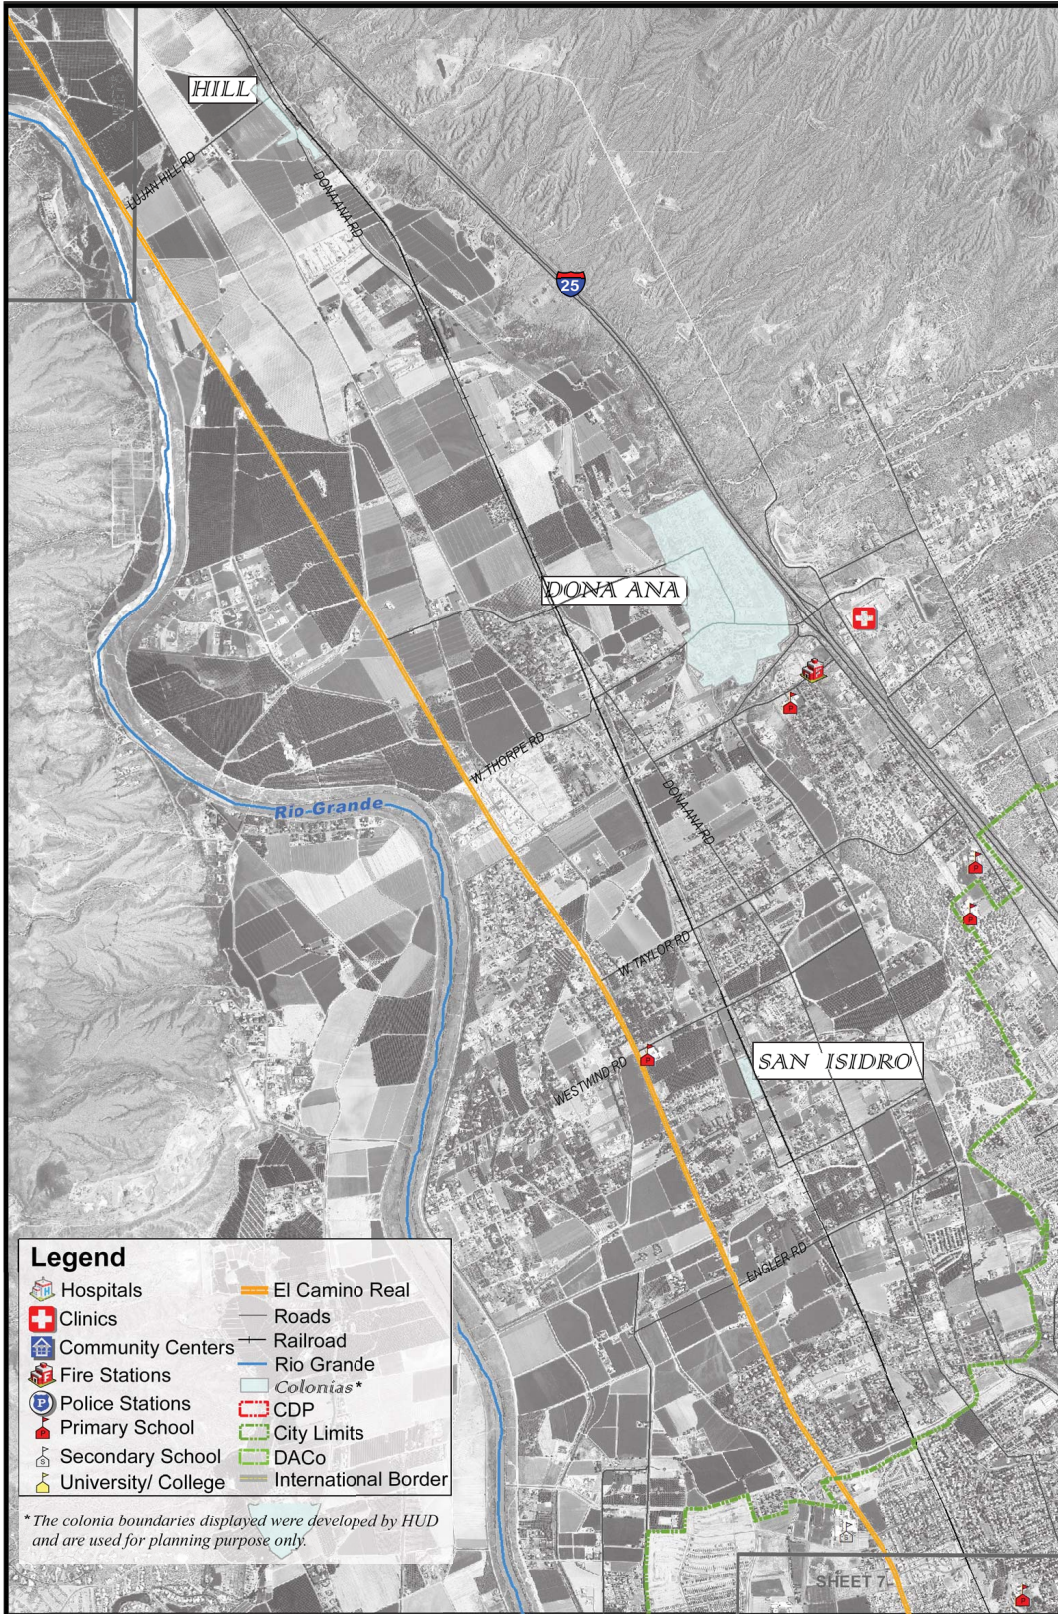 HILL
LUJAN HILL RD
DONA ANA RD
25
DONA ANA
W. THORPE RD
Rio Grande
DONA ANA RD
W. TAYLOR RD
SAN ISIDRO
WESTWIND RD
ENGLER RD
SHEET 7
Legend
Hospitals
Clinics
Community Centers
Fire Stations
Police Stations
Primary School
Secondary School
University/ College
El Camino Real
Roads
Railroad
Rio Grande
Colonías*
CDP
City Limits
DACo
International Border
* The colonia boundaries displayed were developed by HUD
and are used for planning purpose only.